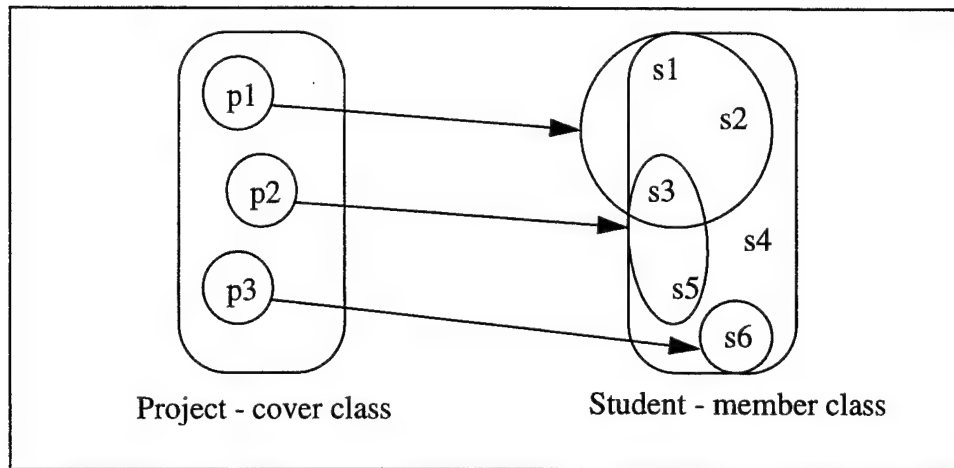 p1
p2
p3
s1
s2
s3
s4
s5
s6
Project - cover class
Student - member class